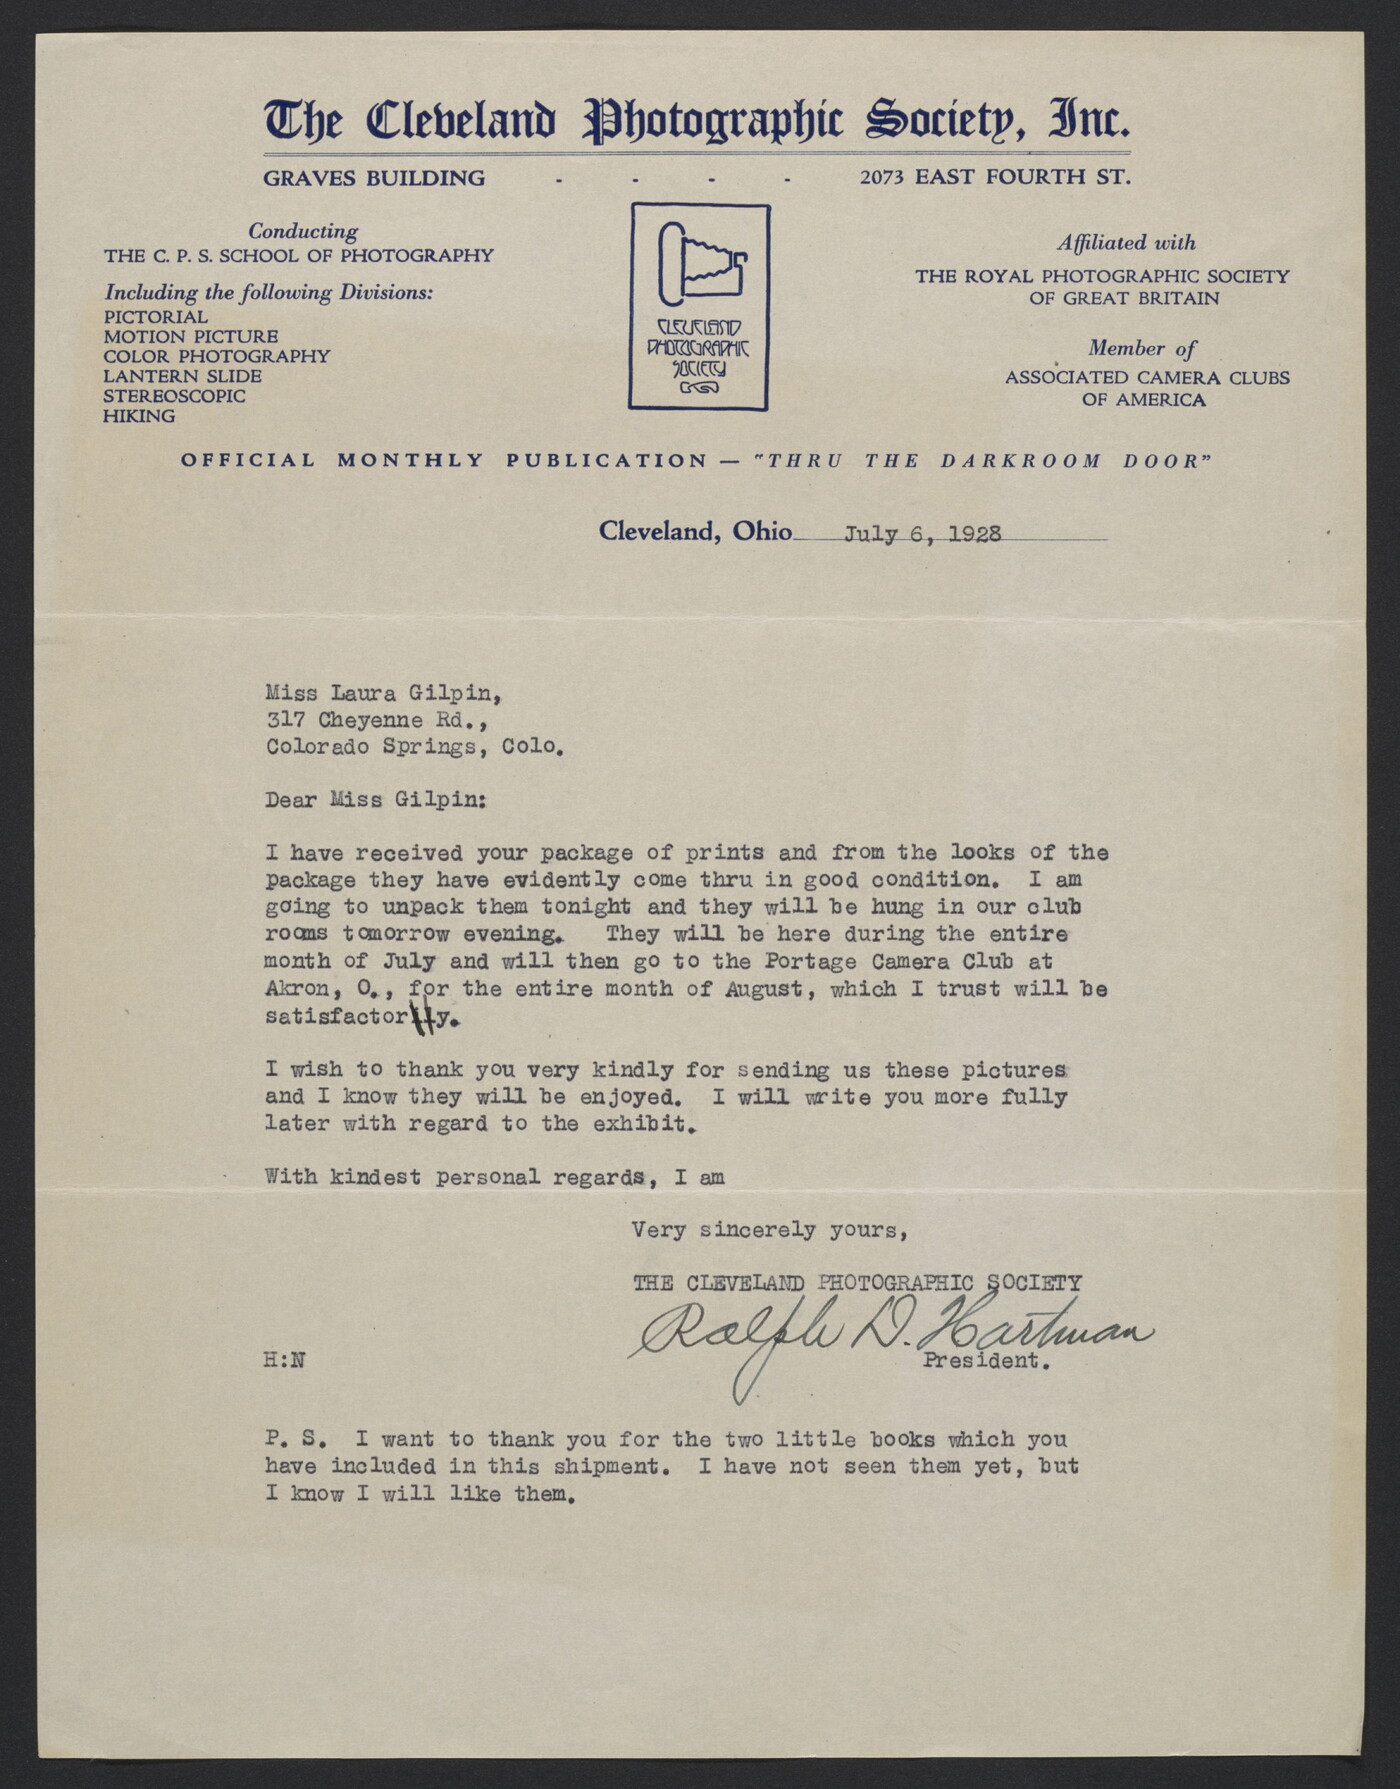 The Cleveland Photographic Society, Inc.
GRAVES BUILDING - - - - 2073 EAST FOURTH ST.
Conducting
THE C. P. S. SCHOOL OF PHOTOGRAPHY
Including the following Divisions:
PICTORIAL
MOTION PICTURE
COLOR PHOTOGRAPHY
LANTERN SLIDE
STEREOSCOPIC
HIKING
CLEVELAND
PHOTOGRAPHIC
SOCIETY
Affiliated with
THE ROYAL PHOTOGRAPHIC SOCIETY
OF GREAT BRITAIN
Member of
ASSOCIATED CAMERA CLUBS
OF AMERICA
OFFICIAL MONTHLY PUBLICATION — "THRU THE DARKROOM DOOR"
Cleveland, Ohio July 6, 1928
Miss Laura Gilpin,
317 Cheyenne Rd.,
Colorado Springs, Colo.
Dear Miss Gilpin:
I have received your package of prints and from the looks of the
package they have evidently come thru in good condition. I am
going to unpack them tonight and they will be hung in our club
rooms tomorrow evening. They will be here during the entire
month of July and will then go to the Portage Camera Club at
Akron, O., for the entire month of August, which I trust will be
satisfactory.
I wish to thank you very kindly for sending us these pictures
and I know they will be enjoyed. I will write you more fully
later with regard to the exhibit.
With kindest personal regards, I am
Very sincerely yours,
THE CLEVELAND PHOTOGRAPHIC SOCIETY
Ralph D. Hartman
H:N President.
P. S. I want to thank you for the two little books which you
have included in this shipment. I have not seen them yet, but
I know I will like them.